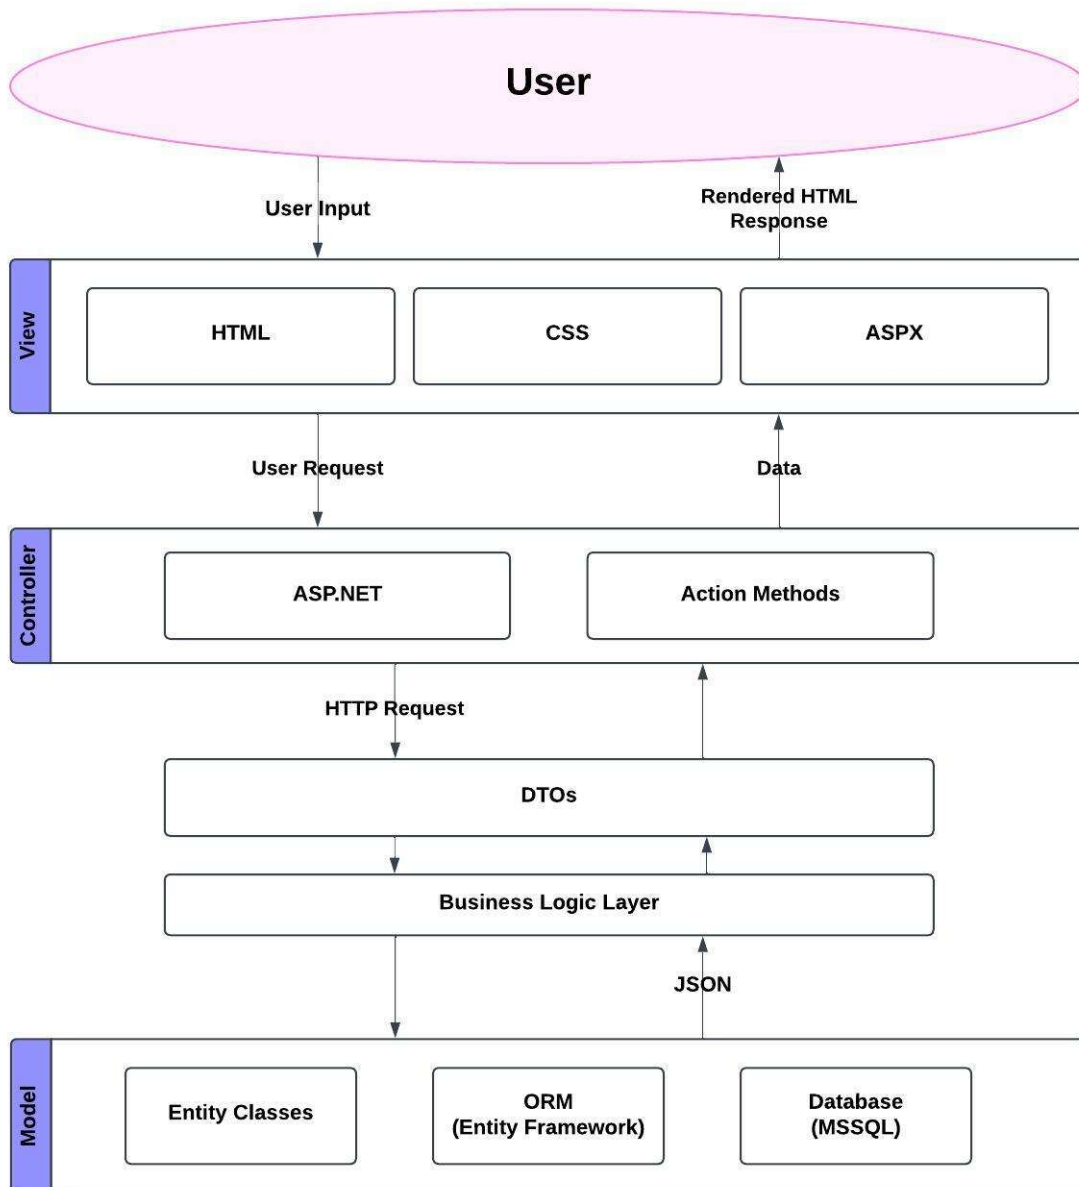 User
User Input
Rendered HTML
Response
View
HTML
CSS
ASPX
User Request
Data
Controller
ASP.NET
Action Methods
HTTP Request
DTOs
Business Logic Layer
JSON
Model
Entity Classes
ORM
(Entity Framework)
Database
(MSSQL)